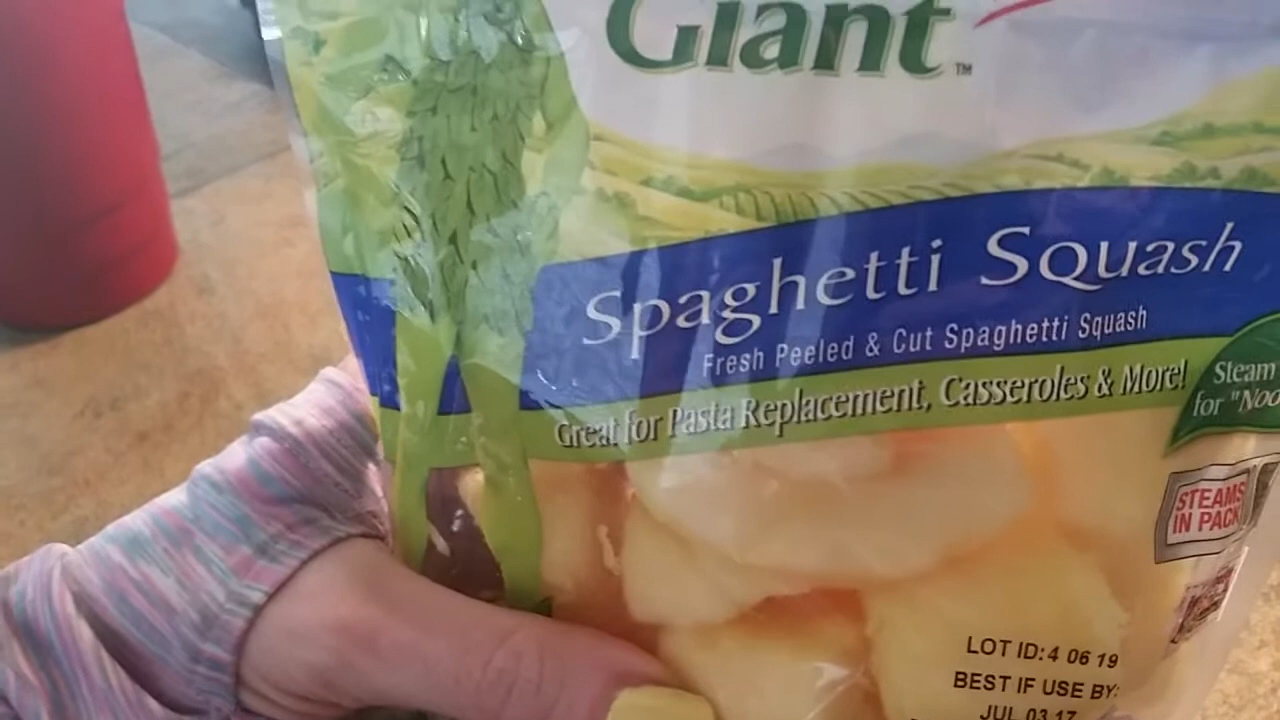 Giant™
Spaghetti Squash
Fresh Peeled & Cut Spaghetti Squash
Great for Pasta Replacement, Casseroles & More!
Steam
for "Noo
STEAMS
IN PACK
LOT ID: 4 06 19
BEST IF USE BY:
JUL 03 17